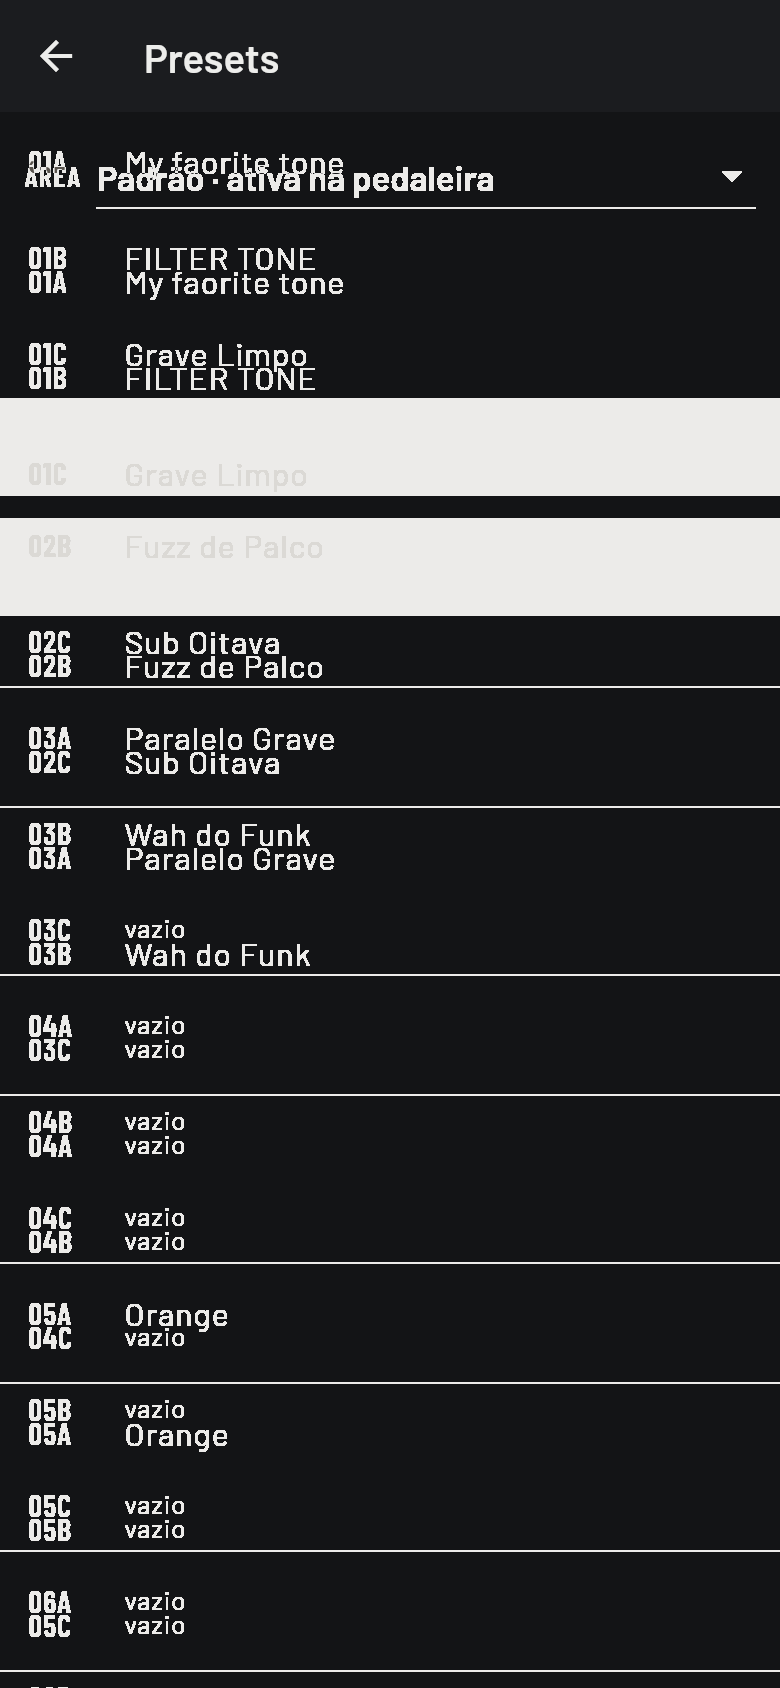 Presets
01A My faorite tone
ÁREA Padrão · ativa na pedaleira
01B FILTER TONE
01A My faorite tone
01C Grave Limpo
01B FILTER TONE
01C Grave Limpo
02B Fuzz de Palco
02C Sub Oitava
02B Fuzz de Palco
03A Paralelo Grave
02C Sub Oitava
03B Wah do Funk
03A Paralelo Grave
03C vazio
03B Wah do Funk
04A vazio
03C vazio
04B vazio
04A vazio
04C vazio
04B vazio
05A Orange
04C vazio
05B vazio
05A Orange
05C vazio
05B vazio
06A vazio
05C vazio